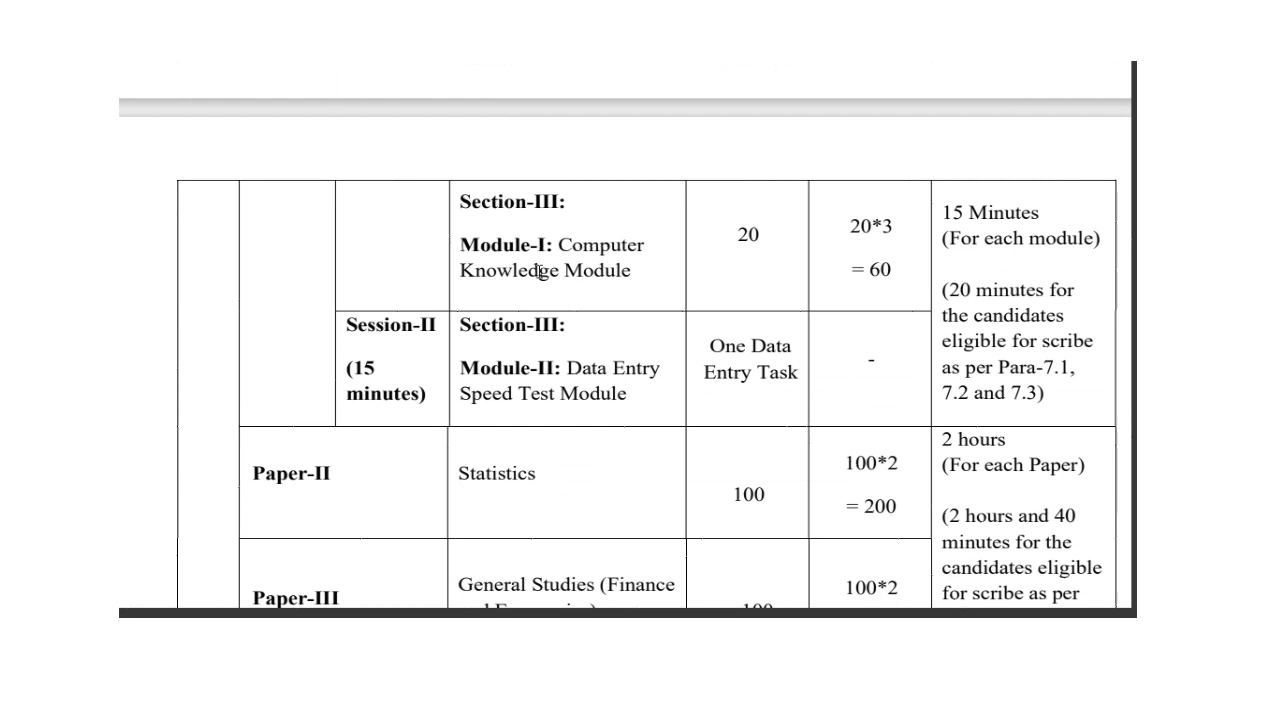 Section-III:
Module-I: Computer
Knowledge Module
20
20*3
= 60
15 Minutes
(For each module)
(20 minutes for
the candidates
eligible for scribe
as per Para-7.1,
7.2 and 7.3)
Session-II
(15
minutes)
Section-III:
Module-II: Data Entry
Speed Test Module
One Data
Entry Task
-
Paper-II
Statistics
100
100*2
= 200
2 hours
(For each Paper)
(2 hours and 40
minutes for the
candidates eligible
for scribe as per
Paper-III
General Studies (Finance
100
100*2